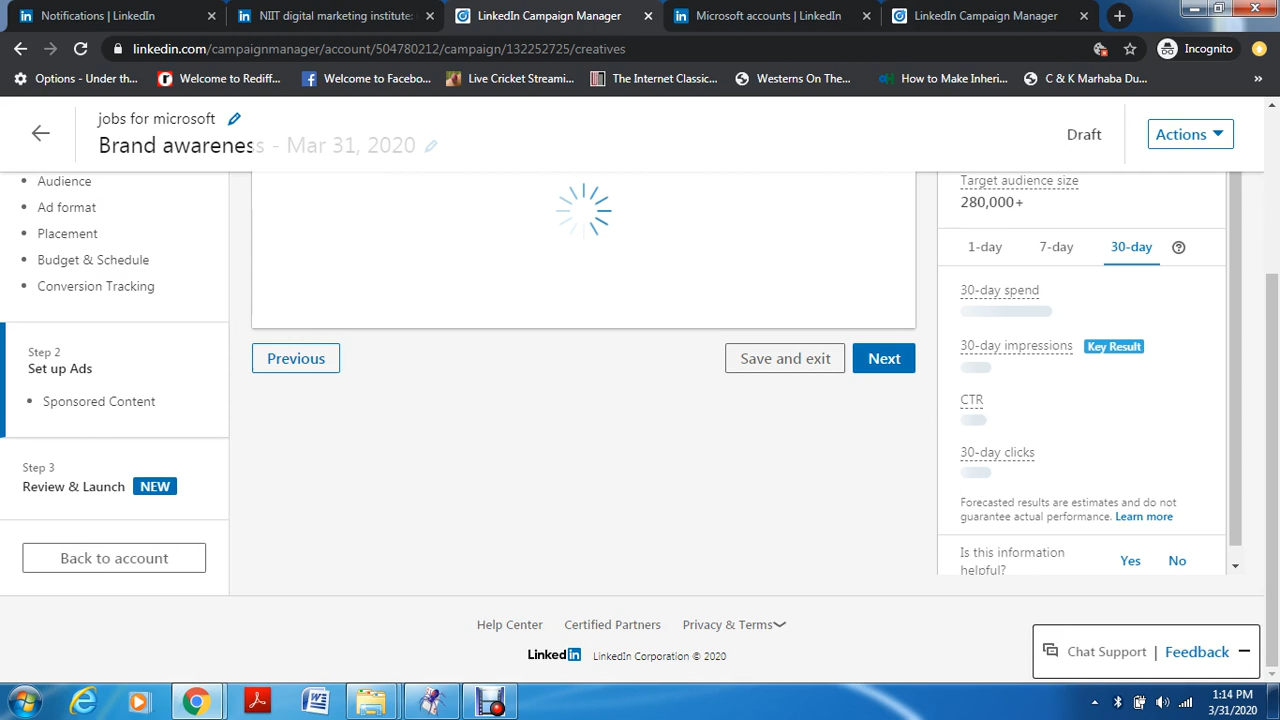 Notifications | LinkedIn
NIIT digital marketing institute:
LinkedIn Campaign Manager
Microsoft accounts | LinkedIn
LinkedIn Campaign Manager
linkedin.com/campaignmanager/account/504780212/campaign/132252725/creatives
Incognito
Options - Under th...
Welcome to Rediff...
Welcome to Facebo...
Live Cricket Streami...
The Internet Classic...
Westerns On The...
How to Make Inheri...
C & K Marhaba Du...
»
jobs for microsoft
Brand awareness - Mar 31, 2020
Draft
Actions
Audience
Ad format
Placement
Budget & Schedule
Conversion Tracking
Step 2
Set up Ads
Sponsored Content
Step 3
Review & Launch NEW
Back to account
Previous
Save and exit
Next
Target audience size
280,000+
1-day 7-day 30-day
30-day spend
30-day impressions Key Result
CTR
30-day clicks
Forecasted results are estimates and do not
guarantee actual performance. Learn more
Is this information
helpful?
Yes No
Help Center Certified Partners Privacy & Terms
Linked in LinkedIn Corporation © 2020
Chat Support | Feedback
1:14 PM
3/31/2020